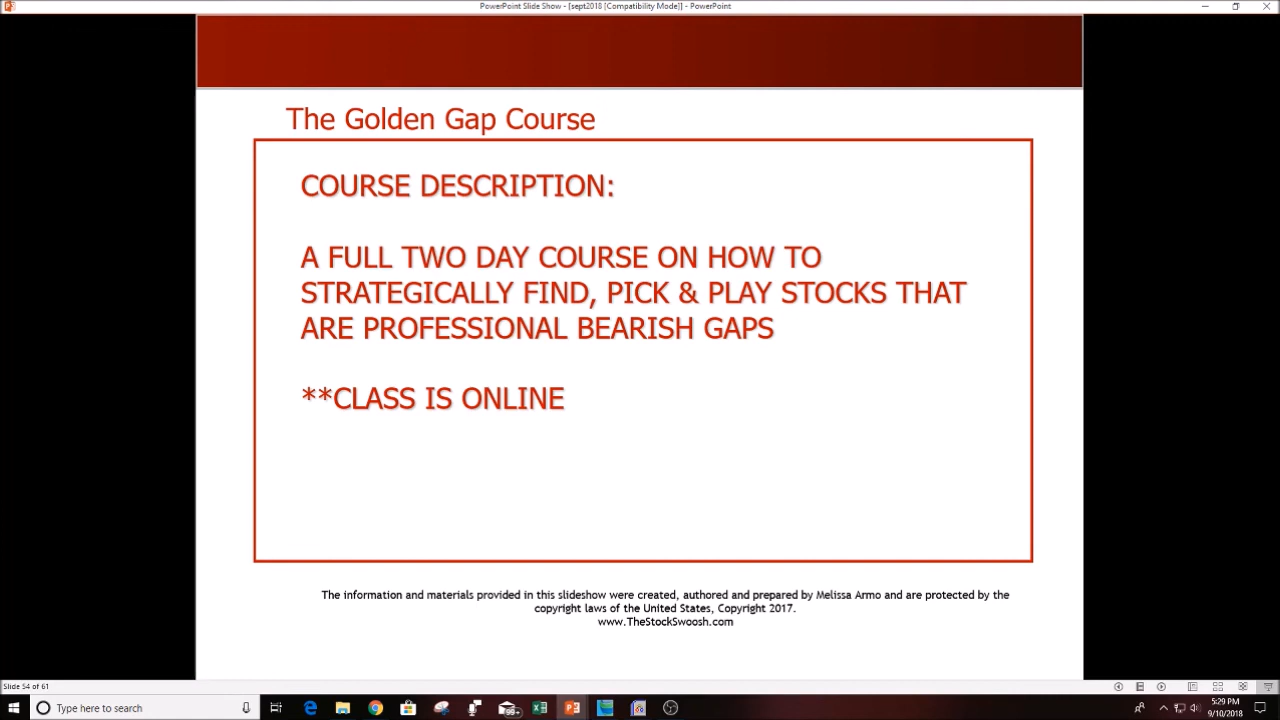 PowerPoint Slide Show - [sept2018 [Compatibility Mode]] - PowerPoint
The Golden Gap Course
COURSE DESCRIPTION:
A FULL TWO DAY COURSE ON HOW TO
STRATEGICALLY FIND, PICK & PLAY STOCKS THAT
ARE PROFESSIONAL BEARISH GAPS
**CLASS IS ONLINE
The information and materials provided in this slideshow were created, authored and prepared by Melissa Armo and are protected by the
copyright laws of the United States, Copyright 2017.
www.TheStockSwoosh.com
Slide 54 of 61
Type here to search
99+
5:29 PM
9/10/2018